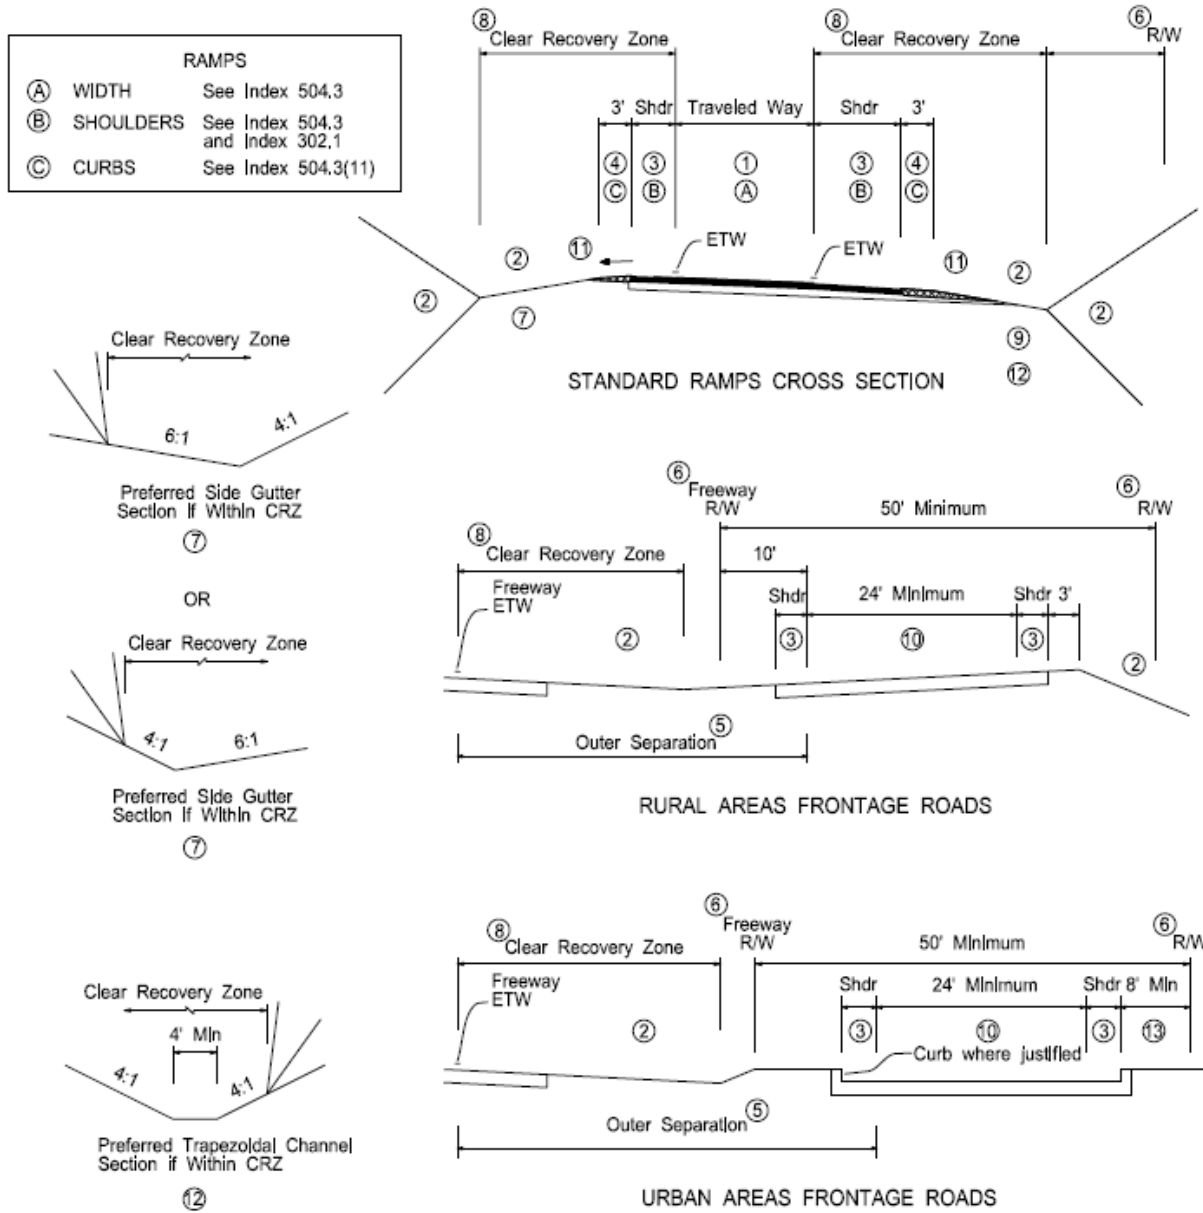 RAMPS
Ⓐ WIDTH See Index 504.3
Ⓑ SHOULDERS See Index 504.3
and Index 302.1
Ⓒ CURBS See Index 504.3(11)
⑧ Clear Recovery Zone
⑧ Clear Recovery Zone
⑥ R/W
3' Shdr Traveled Way Shdr 3'
④ ③ ① ③ ④
Ⓒ Ⓑ Ⓐ Ⓑ Ⓒ
ETW
ETW
② ⑪ ⑪ ②
② ⑦ ②
⑨
⑫
STANDARD RAMPS CROSS SECTION
Clear Recovery Zone
6:1 4:1
Preferred Side Gutter
Section If Within CRZ
⑦
OR
Clear Recovery Zone
4:1 6:1
Preferred Side Gutter
Section If Within CRZ
⑦
⑥ Freeway
R/W
⑥
R/W
50' Minimum
⑧ Clear Recovery Zone
10'
Freeway
ETW
Shdr 24' Minimum Shdr 3'
② ③ ⑩ ③ ②
Outer Separation ⑤
RURAL AREAS FRONTAGE ROADS
Clear Recovery Zone
4' Min
4:1 4:1
Preferred Trapezoidal Channel
Section if Within CRZ
⑫
⑥ Freeway
R/W
⑥
R/W
50' Minimum
⑧ Clear Recovery Zone
Freeway
ETW
Shdr 24' Minimum Shdr 8' Min
② ③ ⑩ ③ ⑬
Curb where justified
Outer Separation ⑤
URBAN AREAS FRONTAGE ROADS